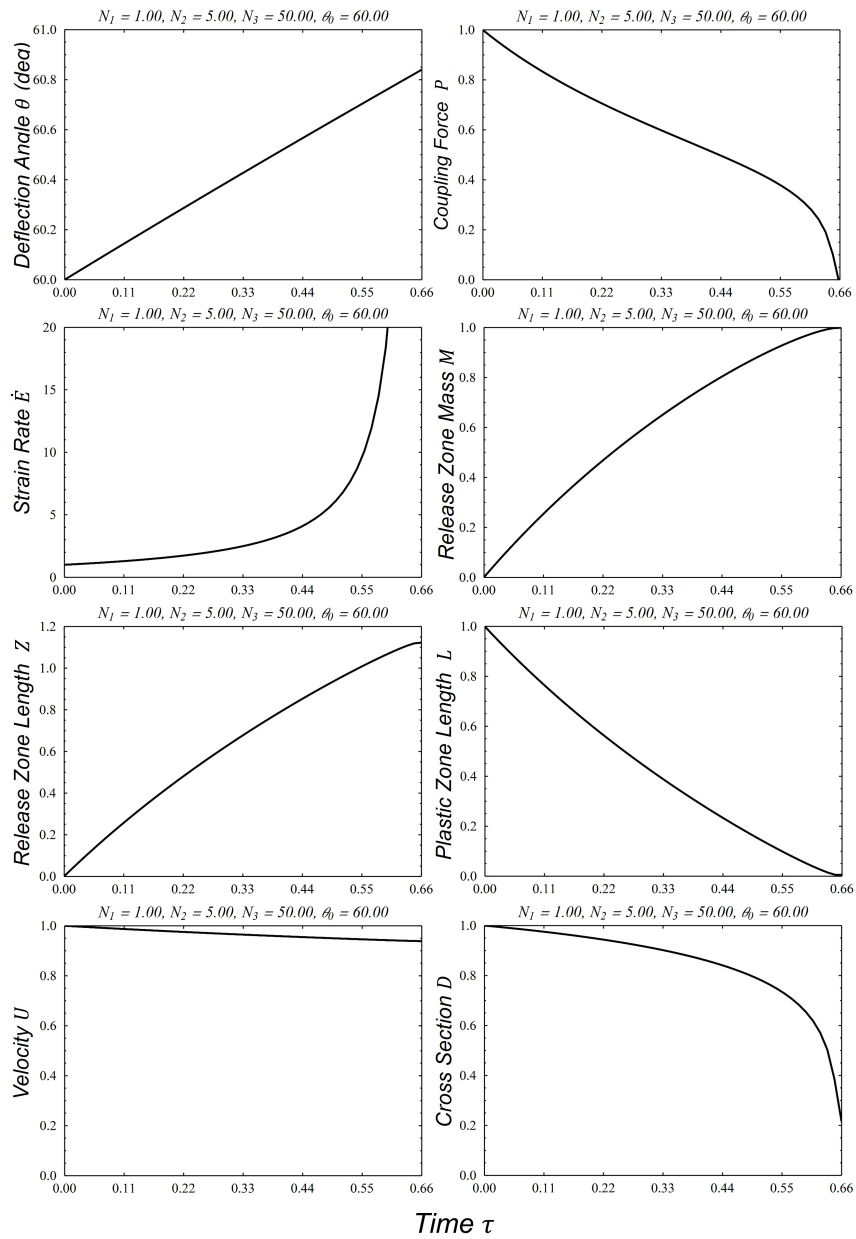 N1 = 1.00, N2 = 5.00, N3 = 50.00, θ0 = 60.00
61.0
60.8
60.6
60.4
60.2
60.0
0.00 0.11 0.22 0.33 0.44 0.55 0.66
Deflection Angle θ (dea)
N1 = 1.00, N2 = 5.00, N3 = 50.00, θ0 = 60.00
1.0
0.8
0.6
0.4
0.2
0.0
0.00 0.11 0.22 0.33 0.44 0.55 0.66
Coupling Force P
N1 = 1.00, N2 = 5.00, N3 = 50.00, θ0 = 60.00
20
15
10
5
0
0.00 0.11 0.22 0.33 0.44 0.55 0.66
Strain Rate Ė
N1 = 1.00, N2 = 5.00, N3 = 50.00, θ0 = 60.00
1.0
0.8
0.6
0.4
0.2
0.0
0.00 0.11 0.22 0.33 0.44 0.55 0.66
Release Zone Mass M
N1 = 1.00, N2 = 5.00, N3 = 50.00, θ0 = 60.00
1.2
1.0
0.8
0.6
0.4
0.2
0.0
0.00 0.11 0.22 0.33 0.44 0.55 0.66
Release Zone Length Z
N1 = 1.00, N2 = 5.00, N3 = 50.00, θ0 = 60.00
1.0
0.8
0.6
0.4
0.2
0.0
0.00 0.11 0.22 0.33 0.44 0.55 0.66
Plastic Zone Length L
N1 = 1.00, N2 = 5.00, N3 = 50.00, θ0 = 60.00
1.0
0.8
0.6
0.4
0.2
0.0
0.00 0.11 0.22 0.33 0.44 0.55 0.66
Velocity U
N1 = 1.00, N2 = 5.00, N3 = 50.00, θ0 = 60.00
1.0
0.8
0.6
0.4
0.2
0.0
0.00 0.11 0.22 0.33 0.44 0.55 0.66
Cross Section D
Time τ